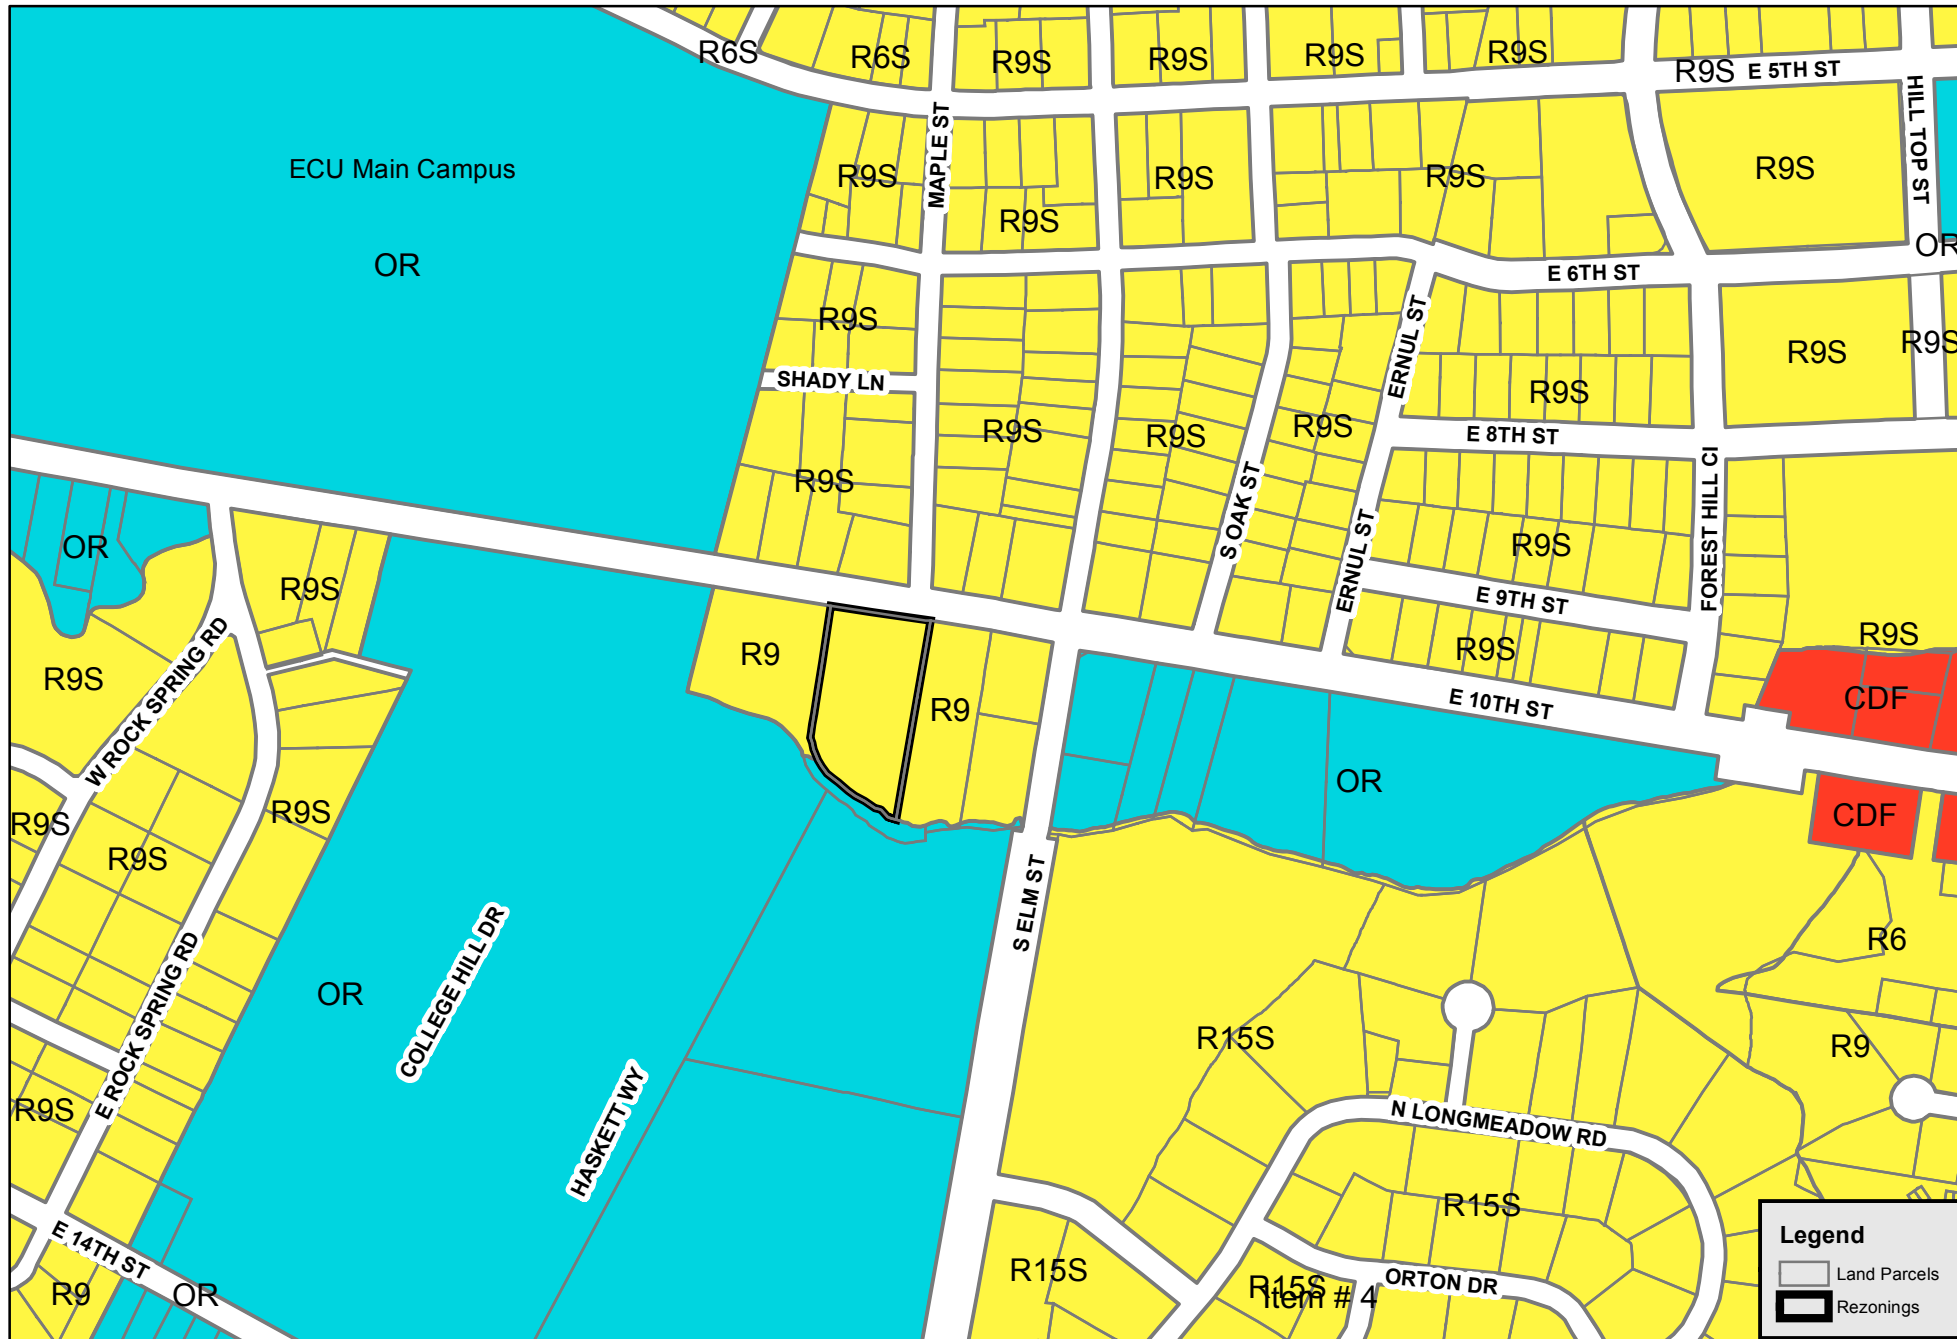 R6S
R6S
R9S
R9S
R9S
R9S
R9S
E 5TH ST
HILL TOP ST
MAPLE ST
ECU Main Campus
OR
R9S
R9S
R9S
R9S
R9S
OR
E 6TH ST
R9S
SHADY LN
ERNUL ST
R9S
R9S
R9S
R9S
R9S
R9S
R9S
E 8TH ST
R9S
S OAK ST
FOREST HILL CI
OR
R9S
R9S
ERNUL ST
E 9TH ST
R9S
R9S
R9S
W ROCK SPRING RD
R9
R9
E 10TH ST
CDF
OR
CDF
R9S
R9S
R9S
S ELM ST
R6
COLLEGE HILL DR
OR
E ROCK SPRING RD
R15S
R9
HASKETT WY
R9S
N LONGMEADOW RD
R15S
E 14TH ST
R9
OR
R15S
R15S
ORTON DR
Item # 4
Legend
Land Parcels
Rezonings